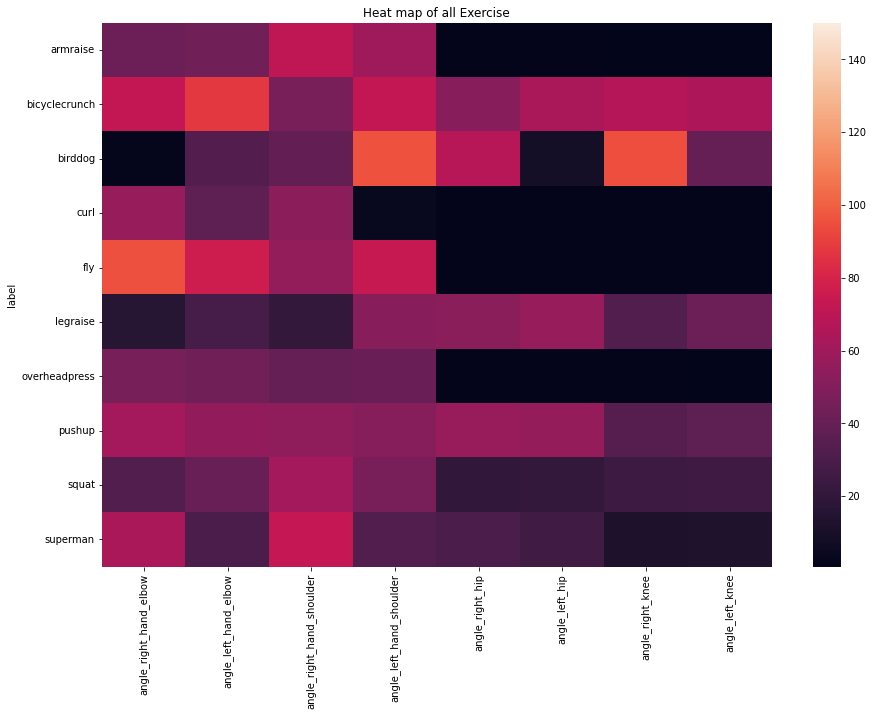 Heat map of all Exercise
label
armraise
bicyclecrunch
birddog
curl
fly
legraise
overheadpress
pushup
squat
superman
angle_right_hand_elbow
angle_left_hand_elbow
angle_right_hand_shoulder
angle_left_hand_shoulder
angle_right_hip
angle_left_hip
angle_right_knee
angle_left_knee
140
120
100
80
60
40
20